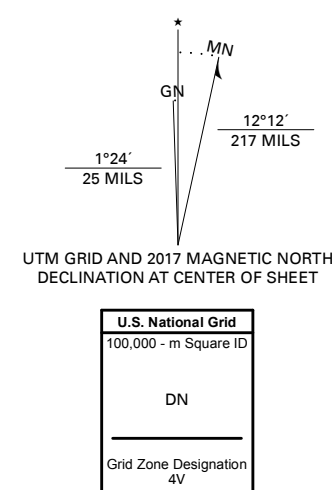 ★
MN
GN
12°12´
217 MILS
1°24´
25 MILS
UTM GRID AND 2017 MAGNETIC NORTH
DECLINATION AT CENTER OF SHEET
U.S. National Grid
100,000 - m Square ID
DN
Grid Zone Designation
4V